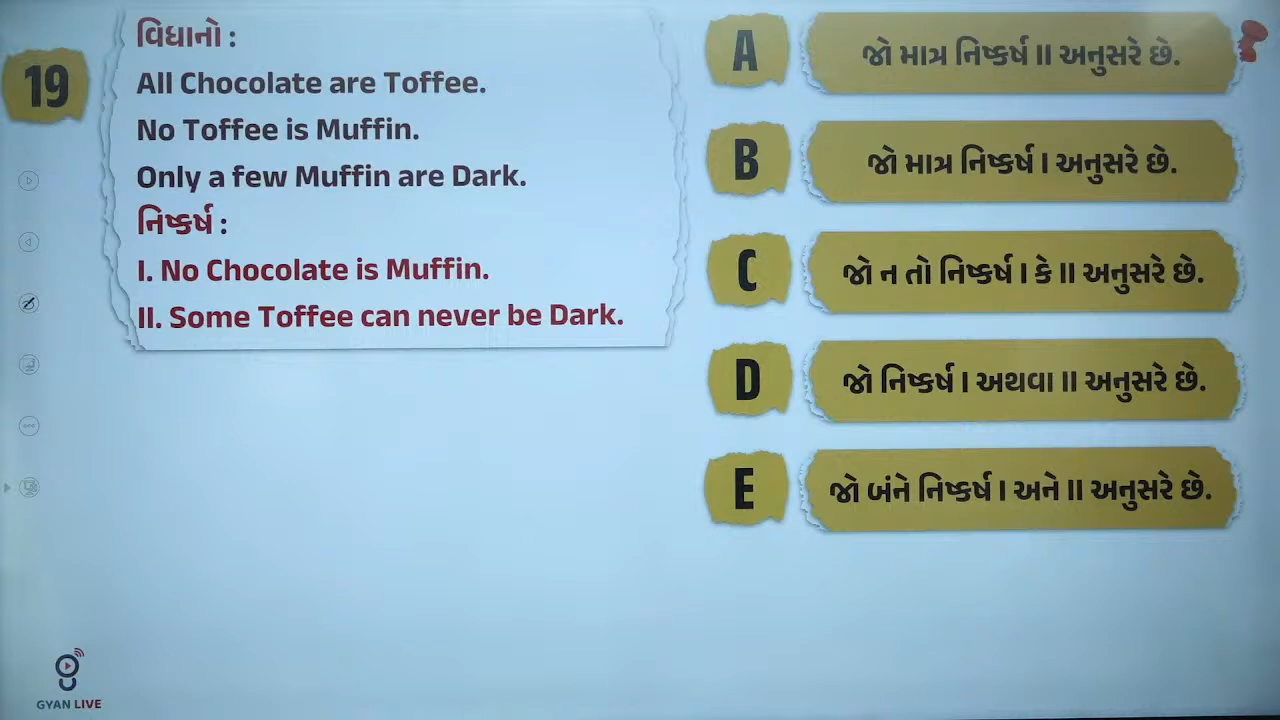 19
વિધાનો :
All Chocolate are Toffee.
No Toffee is Muffin.
Only a few Muffin are Dark.
નિષ્કર્ષ :
I. No Chocolate is Muffin.
II. Some Toffee can never be Dark.
A
જો માત્ર નિષ્કર્ષ II અનુસરે છે.
B
જો માત્ર નિષ્કર્ષ I અનુસરે છે.
C
જો ન તો નિષ્કર્ષ I કે II અનુસરે છે.
D
જો નિષ્કર્ષ I અથવા II અનુસરે છે.
E
જો બંને નિષ્કર્ષ I અને II અનુસરે છે.
GYAN LIVE